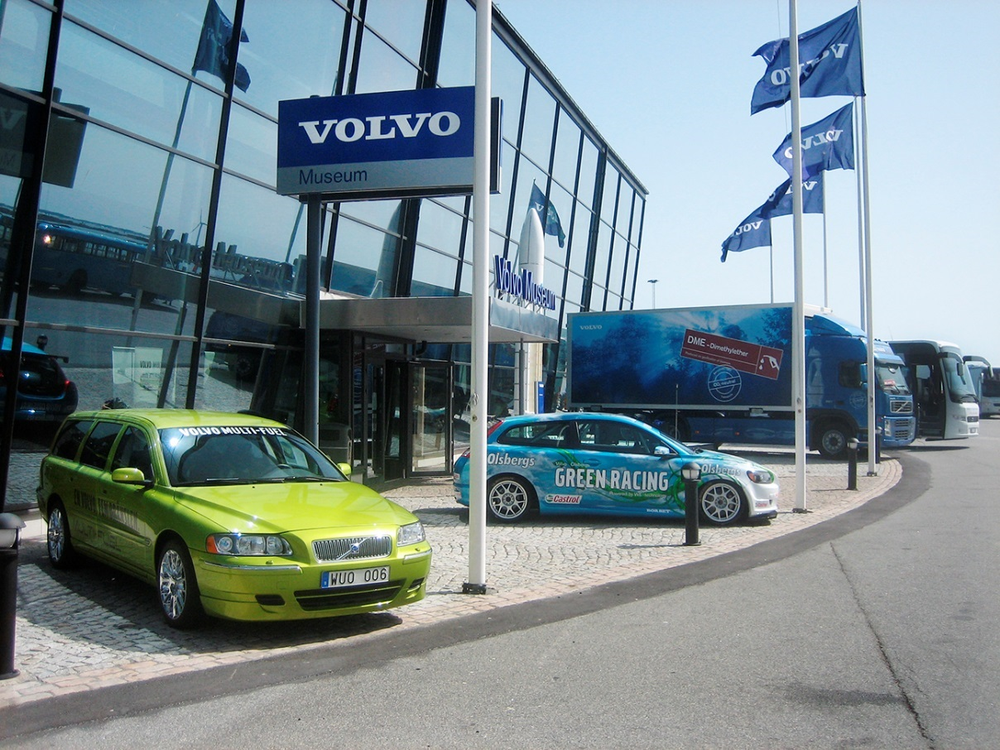 VOLVO
Museum
Volvo Museum
VOLVO
VOLVO
VOLVO
VOLVO
VOLVO
DME - Dimethylether
VOLVO MULTI-FUEL
WUO 006
Olsbergs
GREEN RACING
Castrol
Olsbergs